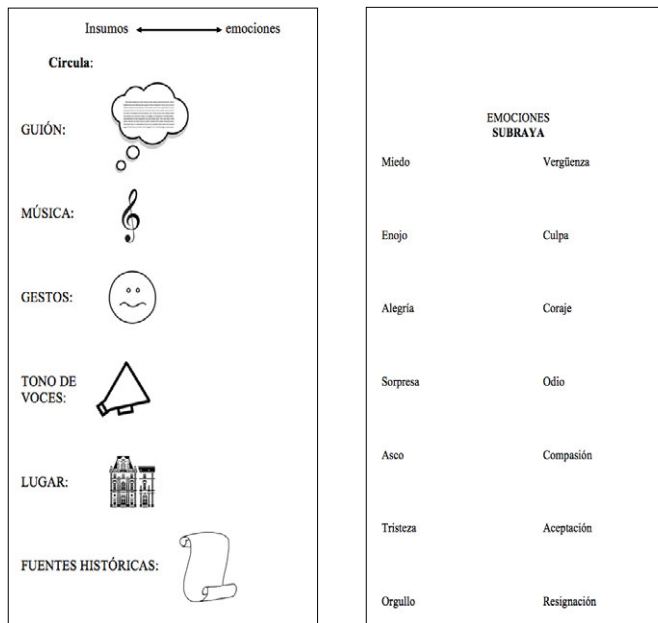 Insumos emociones
Circula:
GUIÓN:
MÚSICA:
GESTOS:
TONO DE
VOCES:
LUGAR:
FUENTES HISTÓRICAS:
EMOCIONES
SUBRAYA
Miedo Vergüenza
Enojo Culpa
Alegría Coraje
Sorpresa Odio
Asco Compasión
Tristeza Aceptación
Orgullo Resignación